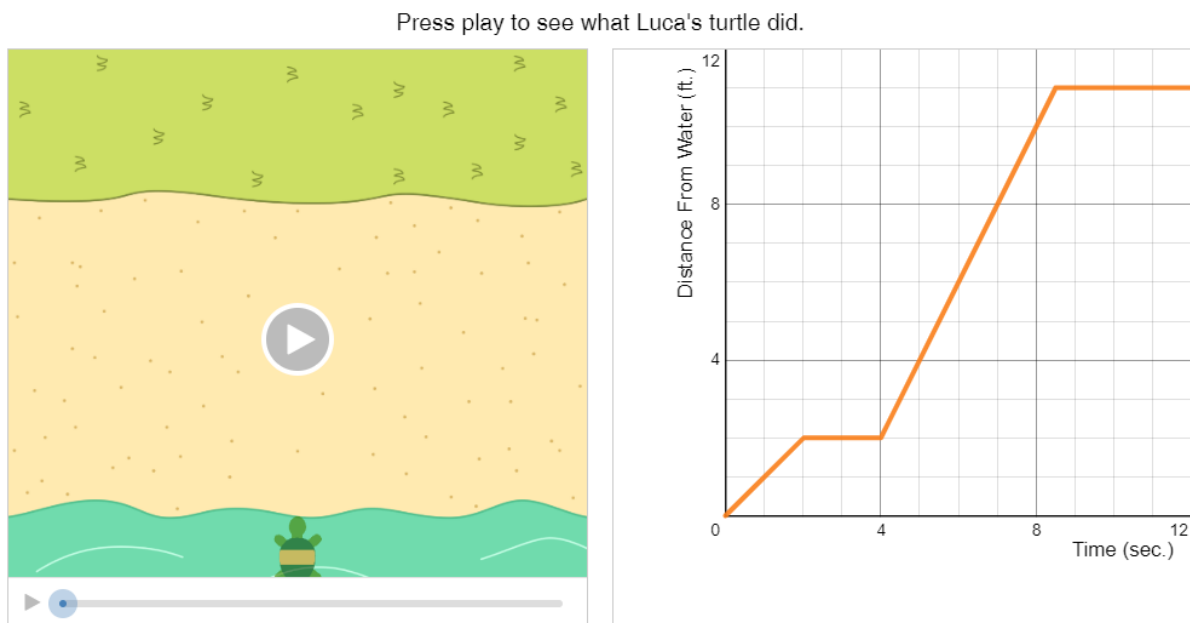 Press play to see what Luca's turtle did.
Distance From Water (ft.)
12
8
4
0
4
8
12
Time (sec.)